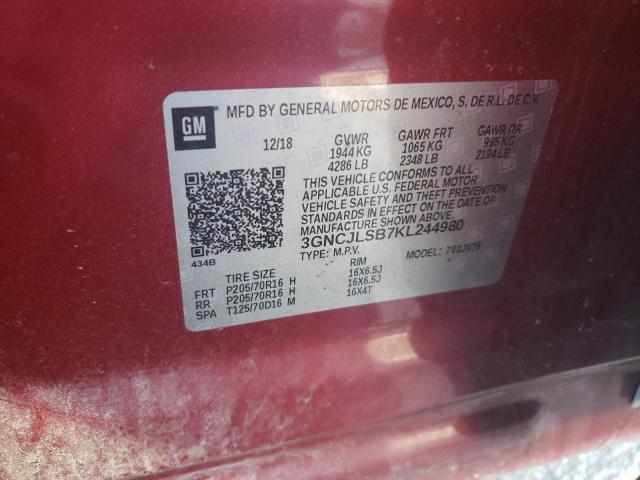 GM
MFD BY GENERAL MOTORS DE MEXICO, S. DE R.L. DE C.V.
12/18 GVWR GAWR FRT GAWR RR
1944 KG 1065 KG 995 KG
4286 LB 2348 LB 2194 LB
THIS VEHICLE CONFORMS TO ALL
APPLICABLE U.S. FEDERAL MOTOR
VEHICLE SAFETY AND THEFT PREVENTION
STANDARDS IN EFFECT ON THE DATE OF
MANUFACTURE SHOWN ABOVE.
3GNCJLSB7KL244980
TYPE: M.P.V. MODEL: 701JV76
434B
TIRE SIZE RIM
FRT P205/70R16 H 16X6.5J
RR P205/70R16 H 16X6.5J
SPA T125/70D16 M 16X4T